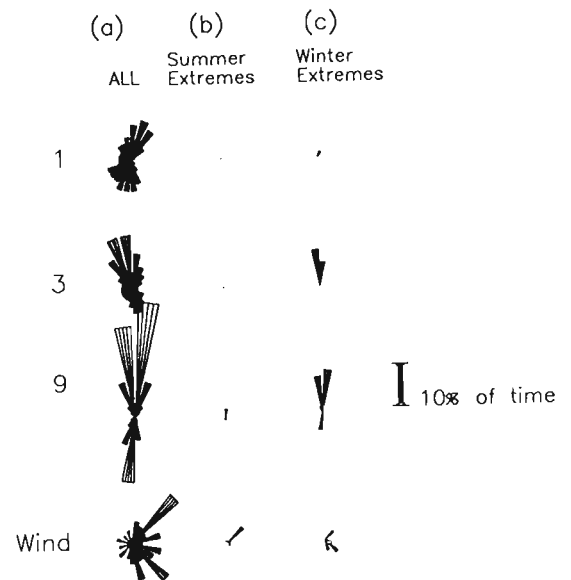 (a) (b) (c)
ALL Summer Extremes Winter Extremes
1
3
9
10% of time
Wind